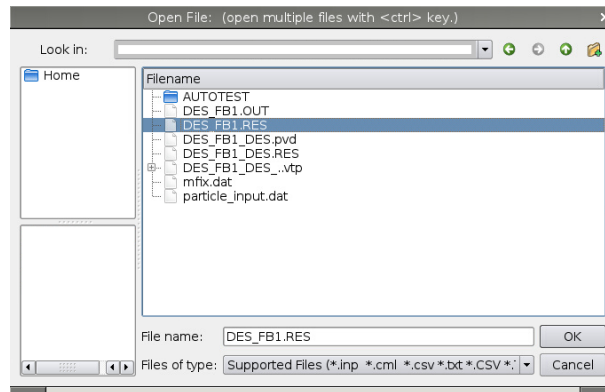 Open File: (open multiple files with <ctrl> key.)
Look in:
Home
Filename
AUTOTEST
DES_FB1.OUT
DES_FB1.RES
DES_FB1_DES.pvd
DES_FB1_DES.RES
DES_FB1_DES_..vtp
mfix.dat
particle_input.dat
File name: DES_FB1.RES OK
Files of type: Supported Files (*.inp *.cml *.csv *.txt *.CSV *. Cancel